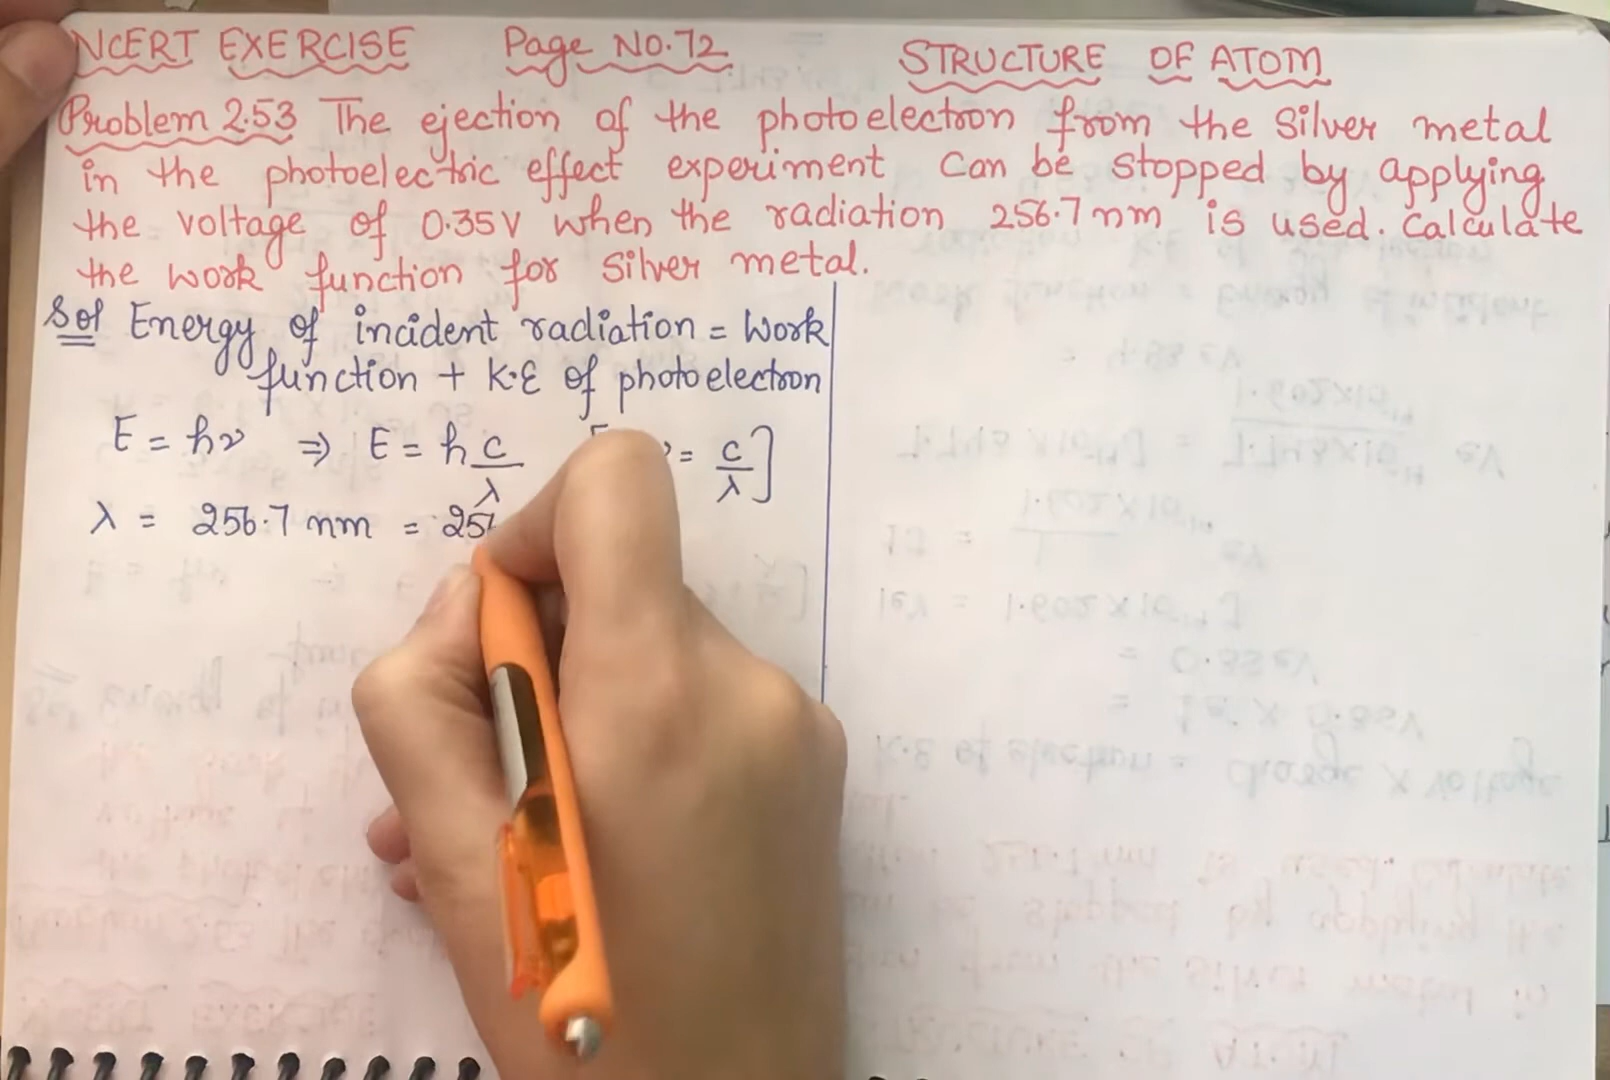 NCERT EXERCISE Page NO.72 STRUCTURE OF ATOM
Problem 2.53 The ejection of the photoelectron from the silver metal
in the photoelectric effect experiment can be stopped by applying
the voltage of 0.35V when the radiation 256.7 nm is used. Calculate
the work function for silver metal.
Sol Energy of incident radiation = Work
function + K.E of photoelectron
E = hν ⇒ E = h c/λ [ν = c/λ]
λ = 256.7 nm = 25